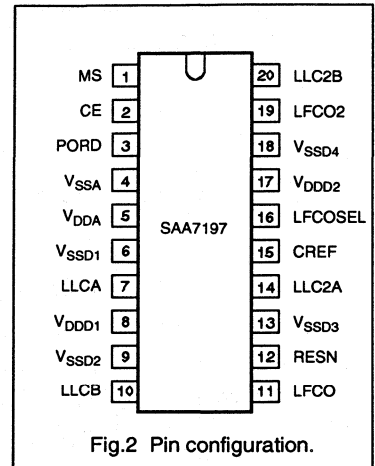 MS 1 20 LLC2B
CE 2 19 LFCO2
PORD 3 18 VSSD4
VSSA 4 17 VDDD2
VDDA 5 SAA7197 16 LFCOSEL
VSSD1 6 15 CREF
LLCA 7 14 LLC2A
VDDD1 8 13 VSSD3
VSSD2 9 12 RESN
LLCB 10 11 LFCO
Fig.2 Pin configuration.